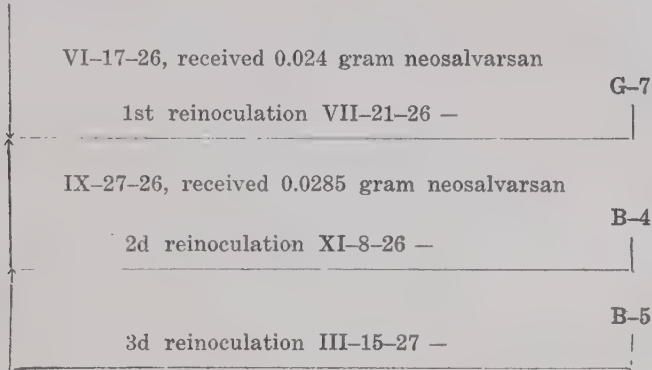 VI–17–26, received 0.024 gram neosalvarsan
G–7
1st reinoculation VII–21–26 –
IX–27–26, received 0.0285 gram neosalvarsan
B–4
2d reinoculation XI–8–26 –
B–5
3d reinoculation III–15–27 –